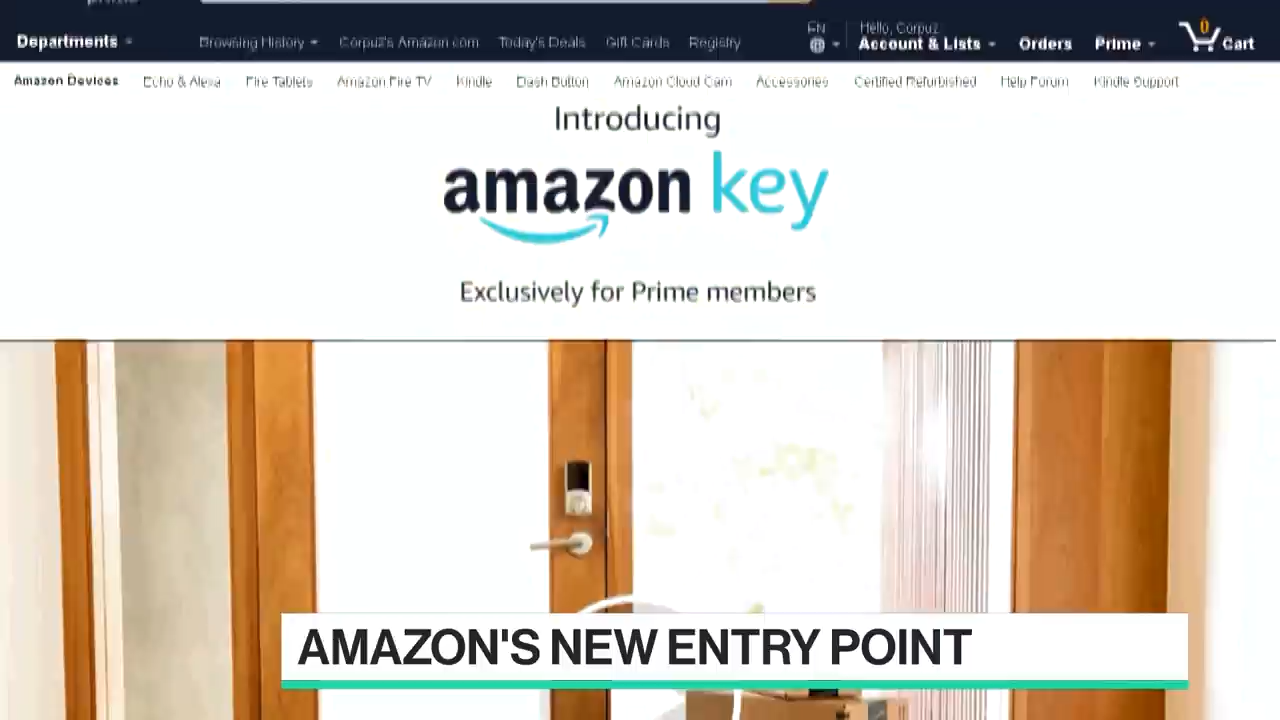 EN
Hello, Corpuz
0
Departments
Browsing History
Corpuz's Amazon.com
Today's Deals
Gift Cards
Registry
Account & Lists
Orders
Prime
Cart
Amazon Devices
Echo & Alexa
Fire Tablets
Amazon Fire TV
Kindle
Dash Button
Amazon Cloud Cam
Accessories
Certified Refurbished
Help Forum
Kindle Support
Introducing
amazon key
Exclusively for Prime members
AMAZON'S NEW ENTRY POINT